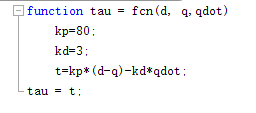 function tau = fcn(d, q,qdot)
kp=80;
kd=3;
t=kp*(d-q)-kd*qdot;
tau = t;